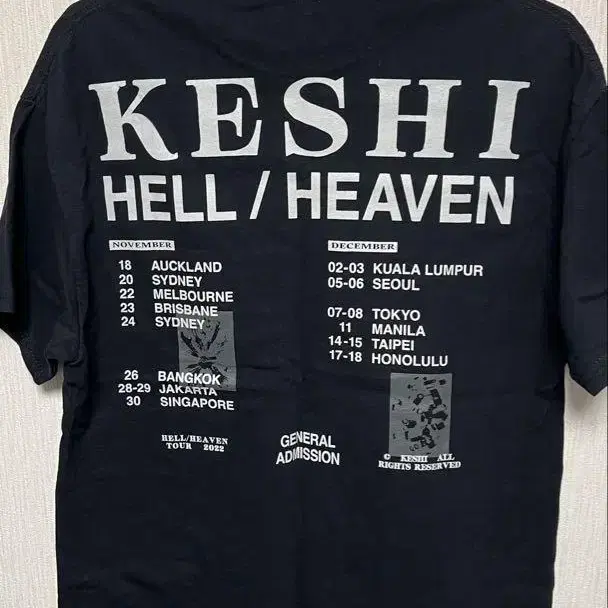 KESHI
HELL / HEAVEN
NOVEMBER
18 AUCKLAND
20 SYDNEY
22 MELBOURNE
23 BRISBANE
24 SYDNEY
26 BANGKOK
28-29 JAKARTA
30 SINGAPORE
DECEMBER
02-03 KUALA LUMPUR
05-06 SEOUL
07-08 TOKYO
11 MANILA
14-15 TAIPEI
17-18 HONOLULU
HELL/HEAVEN
TOUR 2022
GENERAL
ADMISSION
© KESHI ALL
RIGHTS RESERVED